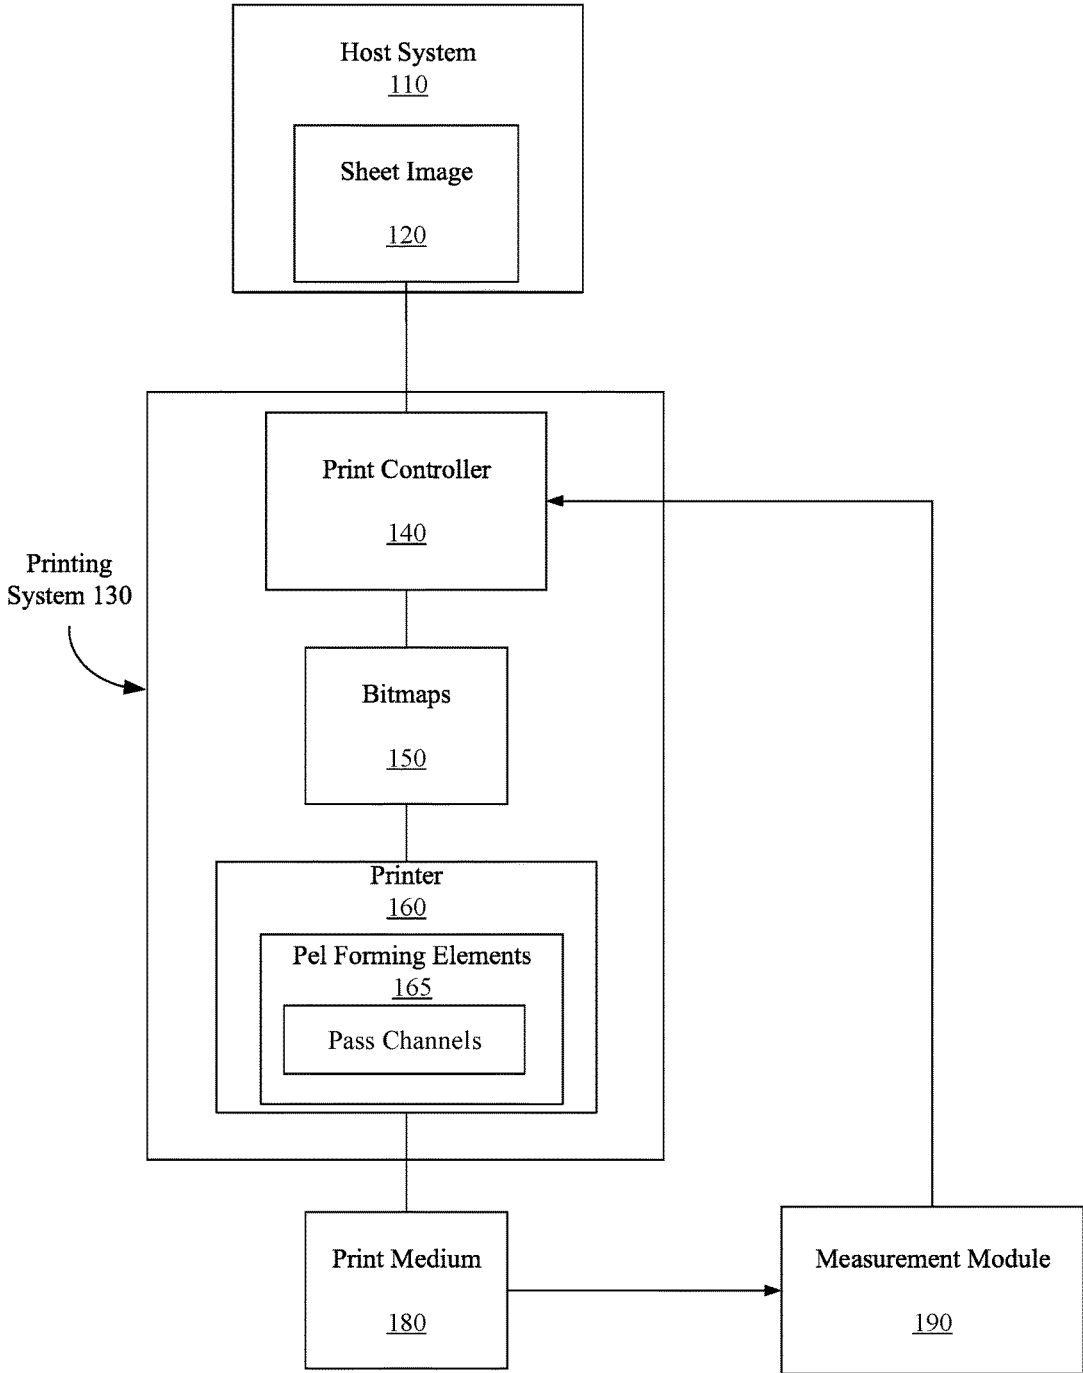 Host System
110
Sheet Image
120
Print Controller
140
Printing
System 130
Bitmaps
150
Printer
160
Pel Forming Elements
165
Pass Channels
Print Medium
180
Measurement Module
190